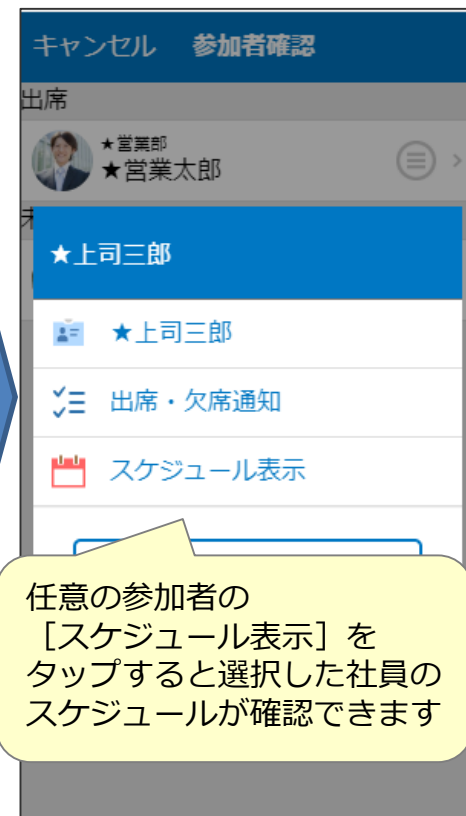 キャンセル 参加者確認
出席
★営業部
★営業太郎
★上司三郎
★上司三郎
出席・欠席通知
スケジュール表示
任意の参加者の
［スケジュール表示］を
タップすると選択した社員の
スケジュールが確認できます